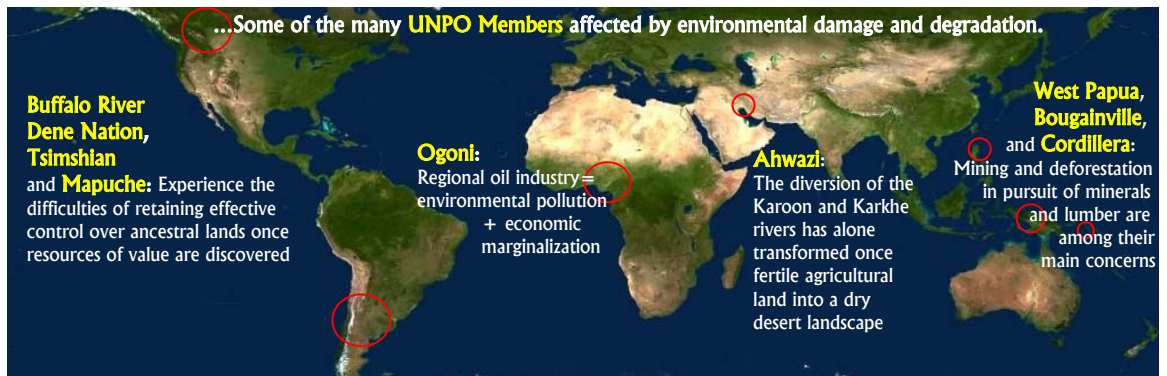 ...Some of the many UNPO Members affected by environmental damage and degradation.
Buffalo River
Dene Nation,
Tsimshian
and Mapuche: Experience the
difficulties of retaining effective
control over ancestral lands once
resources of value are discovered
Ogoni:
Regional oil industry=
environmental pollution
+ economic
marginalization
Ahwazi:
The diversion of the
Karoon and Karkhe
rivers has alone
transformed once
fertile agricultural
land into a dry
desert landscape
West Papua,
Bougainville,
and Cordillera:
Mining and deforestation
in pursuit of minerals
and lumber are
among their
main concerns